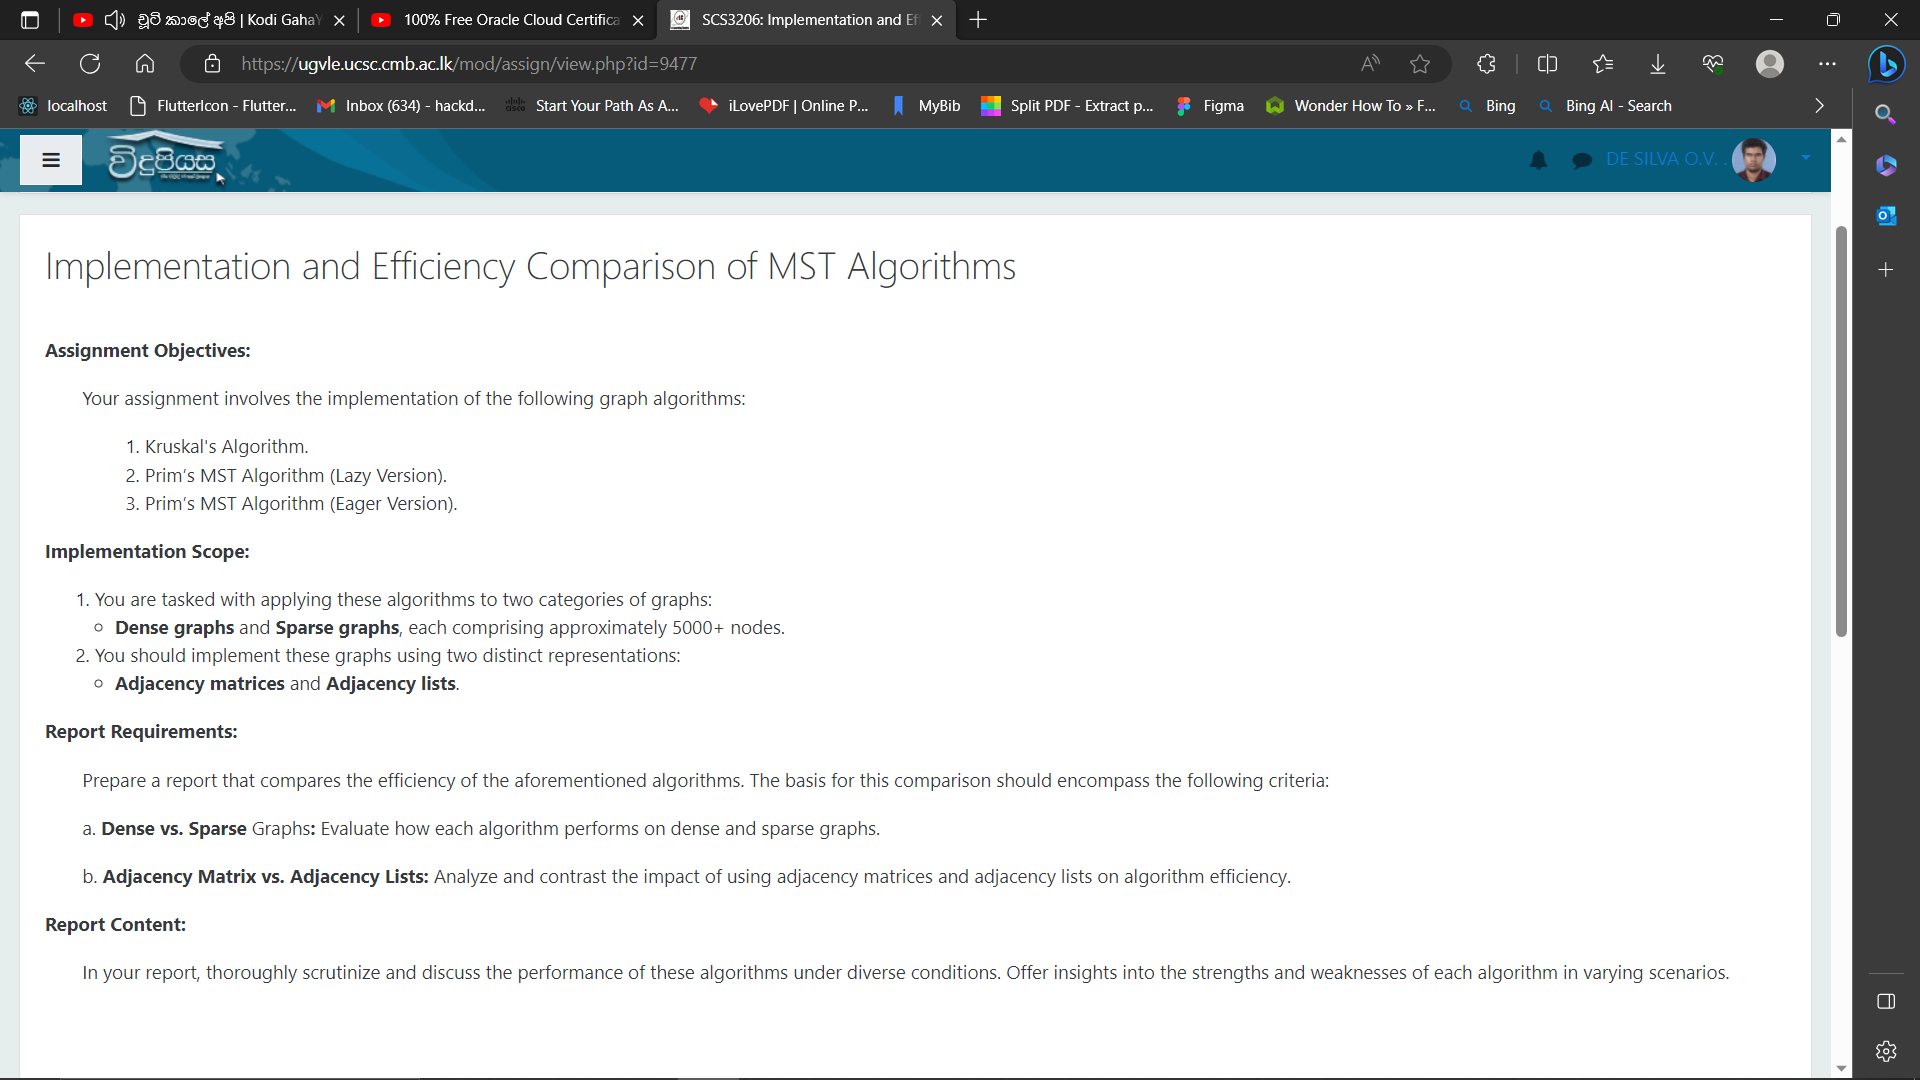 චූටි කාලේ අපි | Kodi Gaha
100% Free Oracle Cloud Certifica
SCS3206: Implementation and Ef
https://ugvle.ucsc.cmb.ac.lk/mod/assign/view.php?id=9477
localhost
FlutterIcon - Flutter...
Inbox (634) - hackd...
Start Your Path As A...
iLovePDF | Online P...
MyBib
Split PDF - Extract p...
Figma
Wonder How To » F...
Bing
Bing AI - Search
විදුපියස
DE SILVA O.V. .
Implementation and Efficiency Comparison of MST Algorithms
Assignment Objectives:
Your assignment involves the implementation of the following graph algorithms:
1. Kruskal's Algorithm.
2. Prim’s MST Algorithm (Lazy Version).
3. Prim’s MST Algorithm (Eager Version).
Implementation Scope:
1. You are tasked with applying these algorithms to two categories of graphs:
Dense graphs and Sparse graphs, each comprising approximately 5000+ nodes.
2. You should implement these graphs using two distinct representations:
Adjacency matrices and Adjacency lists.
Report Requirements:
Prepare a report that compares the efficiency of the aforementioned algorithms. The basis for this comparison should encompass the following criteria:
a. Dense vs. Sparse Graphs: Evaluate how each algorithm performs on dense and sparse graphs.
b. Adjacency Matrix vs. Adjacency Lists: Analyze and contrast the impact of using adjacency matrices and adjacency lists on algorithm efficiency.
Report Content:
In your report, thoroughly scrutinize and discuss the performance of these algorithms under diverse conditions. Offer insights into the strengths and weaknesses of each algorithm in varying scenarios.